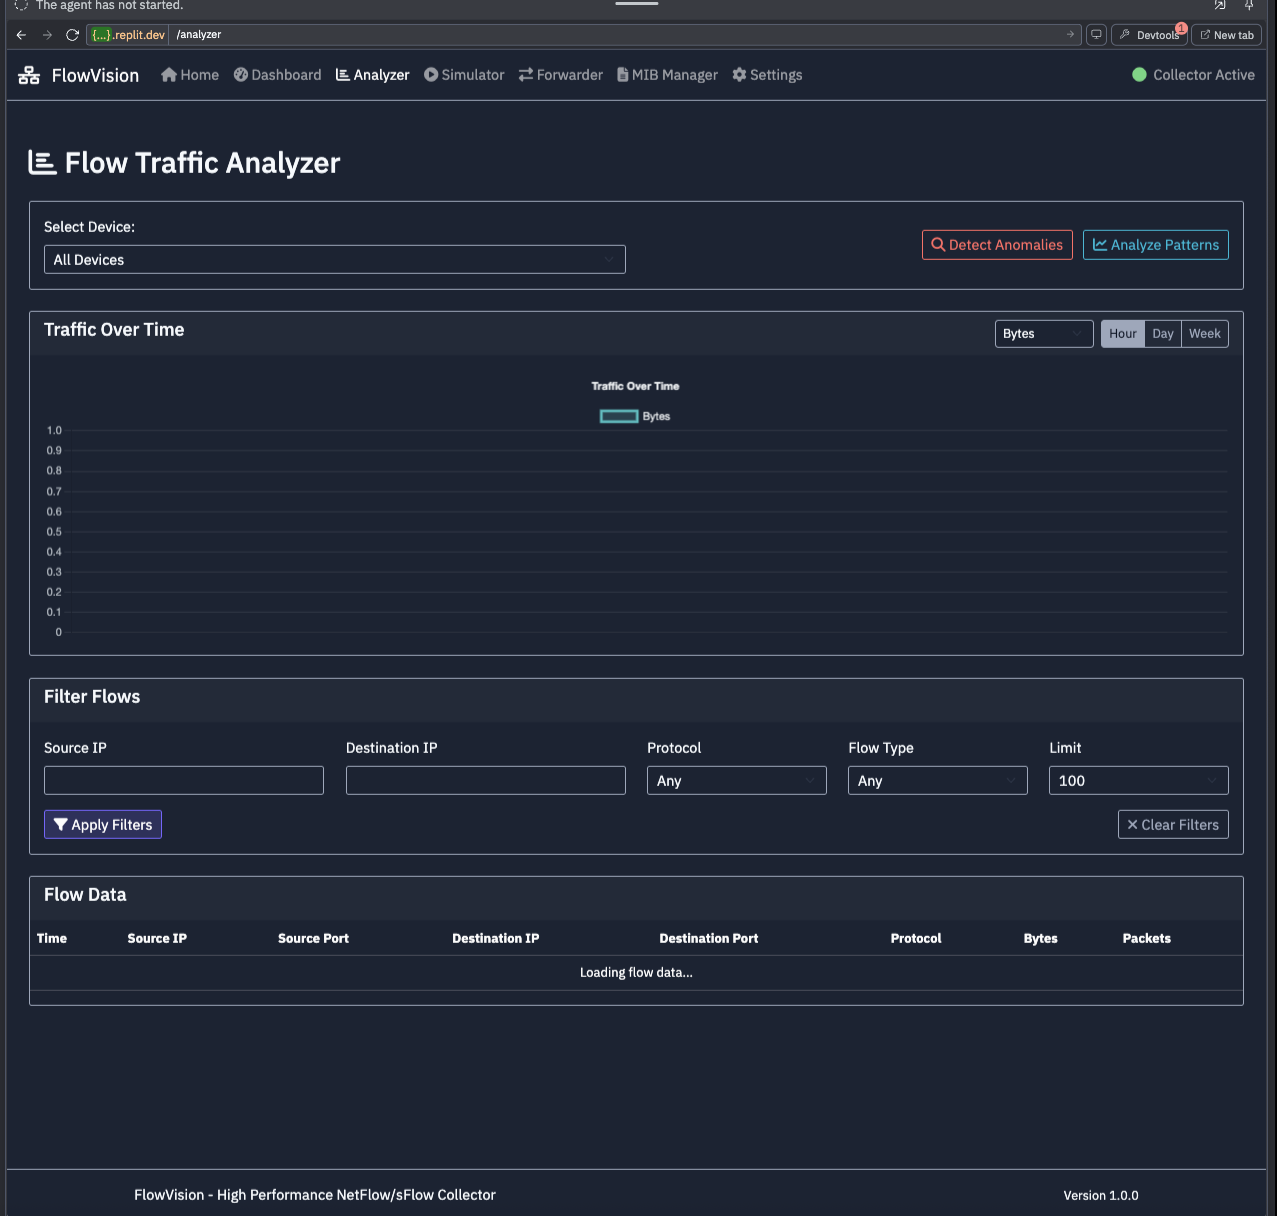 The agent has not started.
{...}.replit.dev /analyzer Devtools 1 New tab
FlowVision Home Dashboard Analyzer Simulator Forwarder MIB Manager Settings Collector Active
Flow Traffic Analyzer
Select Device:
All Devices
Detect Anomalies Analyze Patterns
Traffic Over Time
Bytes Hour Day Week
Traffic Over Time
Bytes
1.0
0.9
0.8
0.7
0.6
0.5
0.4
0.3
0.2
0.1
0
Filter Flows
Source IP Destination IP Protocol Flow Type Limit
Any Any 100
Apply Filters Clear Filters
Flow Data
Time Source IP Source Port Destination IP Destination Port Protocol Bytes Packets
Loading flow data...
FlowVision - High Performance NetFlow/sFlow Collector Version 1.0.0